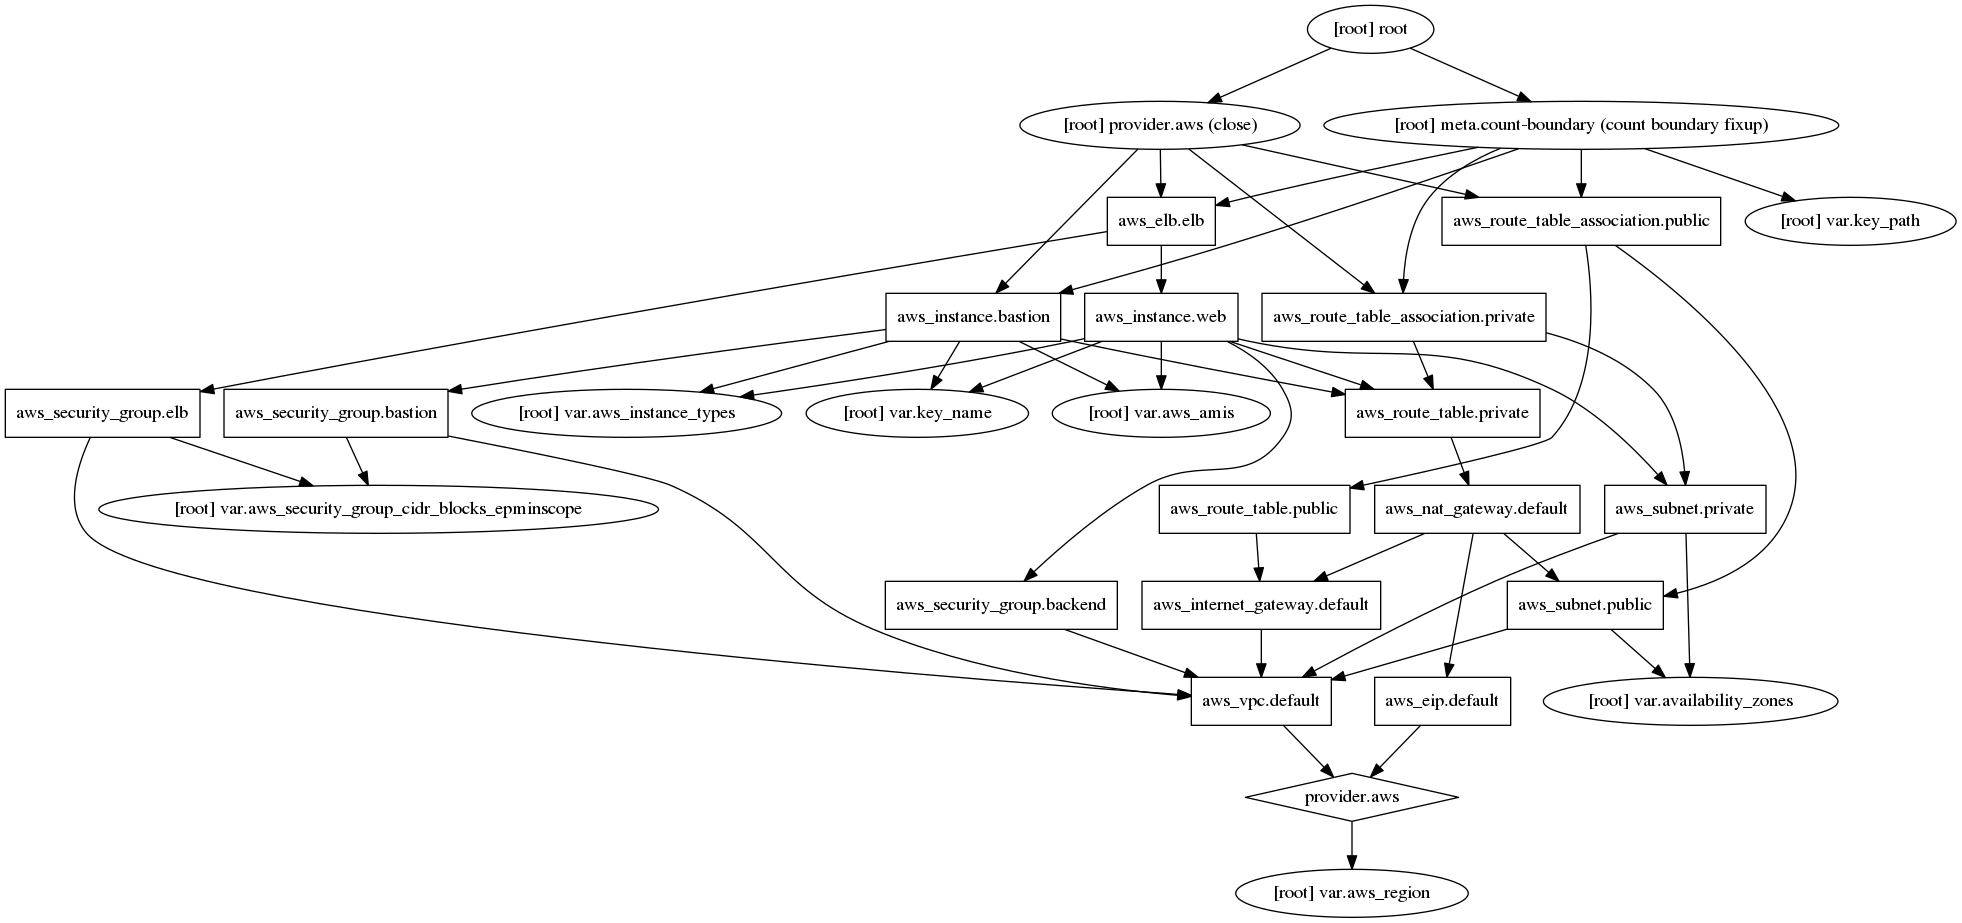 [root] root
[root] provider.aws (close)
[root] meta.count-boundary (count boundary fixup)
aws_elb.elb
aws_route_table_association.public
[root] var.key_path
aws_instance.bastion
aws_instance.web
aws_route_table_association.private
aws_security_group.elb
aws_security_group.bastion
[root] var.aws_instance_types
[root] var.key_name
[root] var.aws_amis
aws_route_table.private
[root] var.aws_security_group_cidr_blocks_epminscope
aws_route_table.public
aws_nat_gateway.default
aws_subnet.private
aws_security_group.backend
aws_internet_gateway.default
aws_subnet.public
aws_vpc.default
aws_eip.default
[root] var.availability_zones
provider.aws
[root] var.aws_region